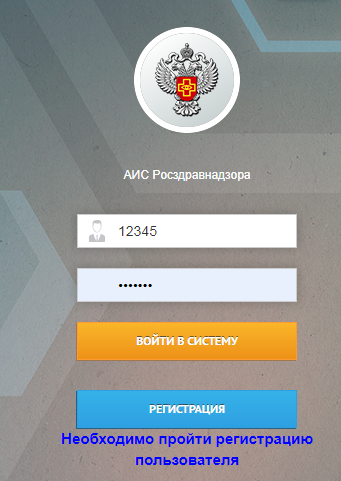 АИС Росздравнадзора
12345
•••••••
ВОЙТИ В СИСТЕМУ
РЕГИСТРАЦИЯ
Необходимо пройти регистрацию
пользователя